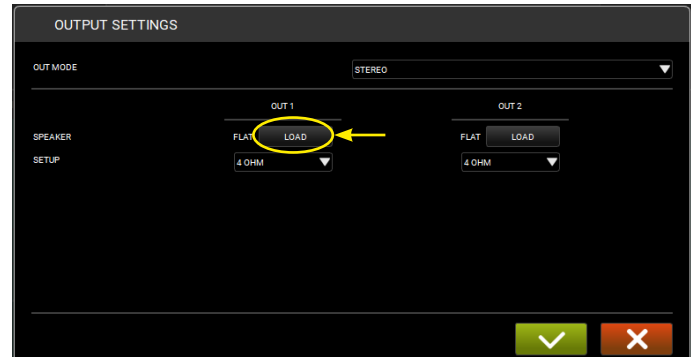 OUTPUT SETTINGS
OUT MODE STEREO
OUT 1 OUT 2
SPEAKER FLAT LOAD FLAT LOAD
SETUP 4 OHM 4 OHM